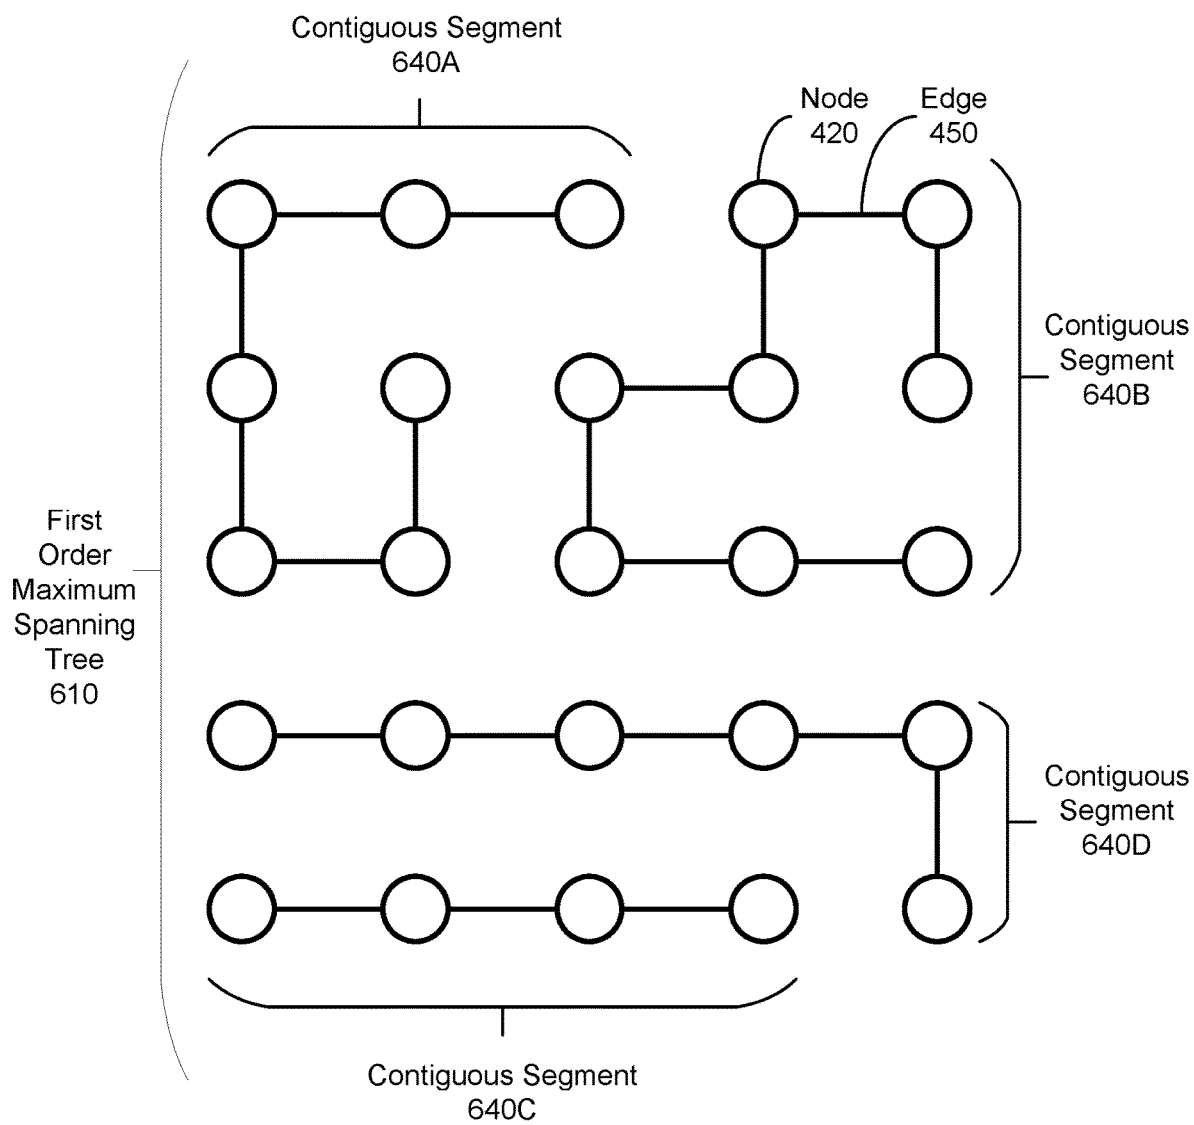 Contiguous Segment
640A
Node
420
Edge
450
Contiguous
Segment
640B
First
Order
Maximum
Spanning
Tree
610
Contiguous
Segment
640D
Contiguous Segment
640C